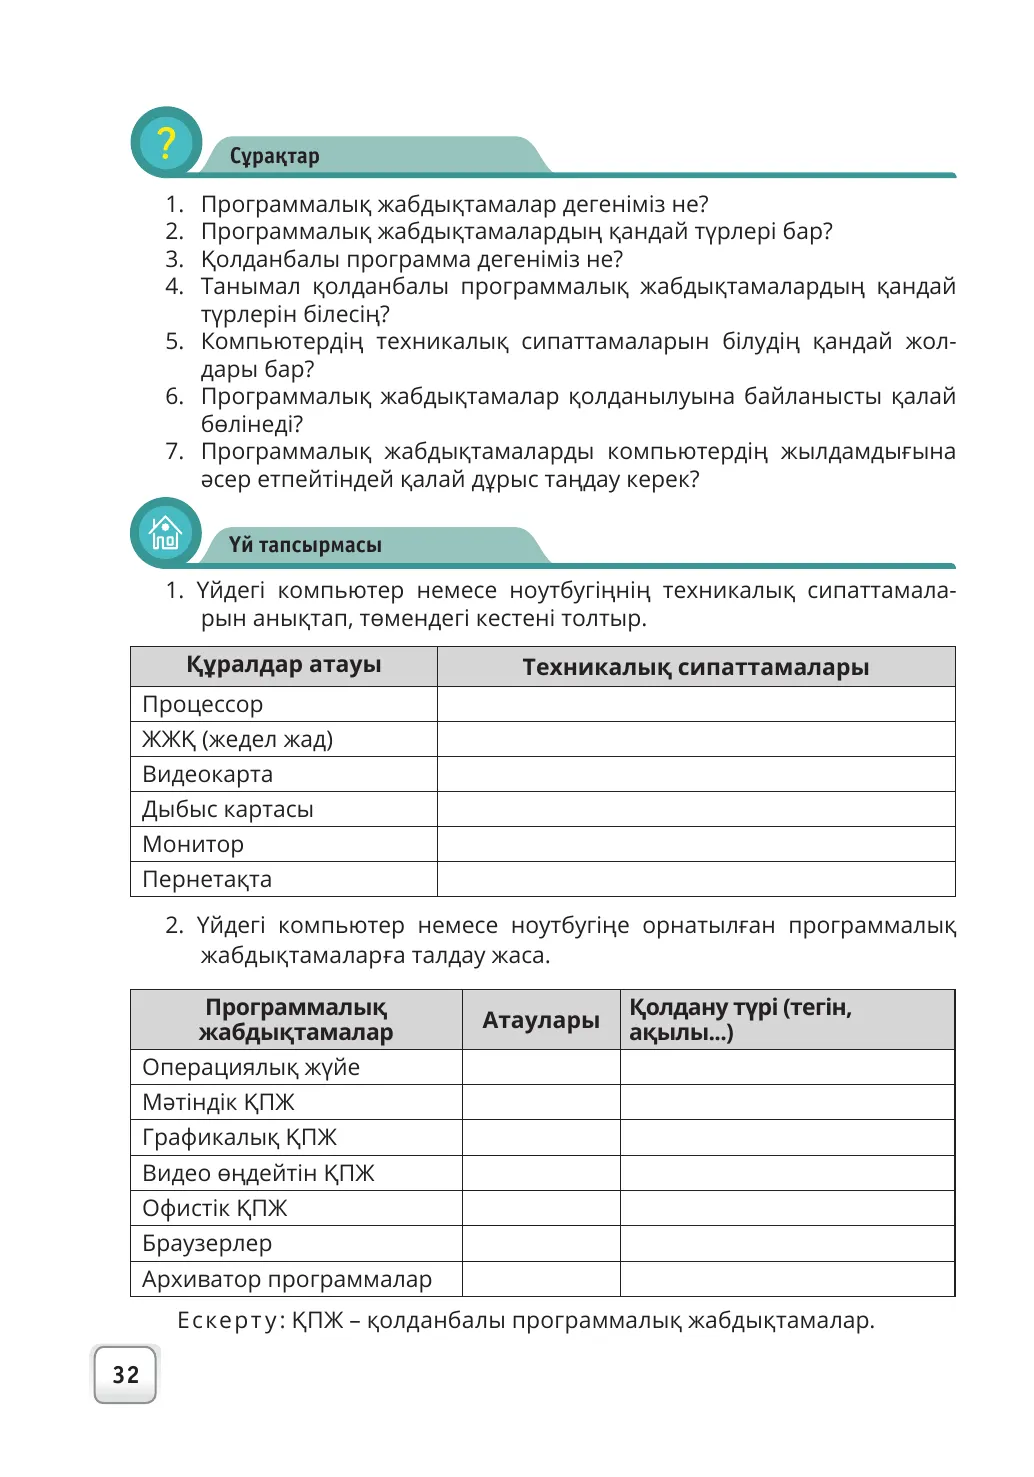 ?
Сұрақтар
1. Программалық жабдықтамалар дегеніміз не?
2. Программалық жабдықтамалардың қандай түрлері бар?
3. Қолданбалы программа дегеніміз не?
4. Танымал қолданбалы программалық жабдықтамалардың қандай
түрлерін білесің?
5. Компьютердің техникалық сипаттамаларын білудің қандай жол-
дары бар?
6. Программалық жабдықтамалар қолданылуына байланысты қалай
бөлінеді?
7. Программалық жабдықтамаларды компьютердің жылдамдығына
әсер етпейтіндей қалай дұрыс таңдау керек?
Үй тапсырмасы
1. Үйдегі компьютер немесе ноутбугіңнің техникалық сипаттамала-
рын анықтап, төмендегі кестені толтыр.
Құралдар атауы Техникалық сипаттамалары
Процессор
ЖЖҚ (жедел жад)
Видеокарта
Дыбыс картасы
Монитор
Пернетақта
2. Үйдегі компьютер немесе ноутбугіңе орнатылған программалық
жабдықтамаларға талдау жаса.
Программалық
жабдықтамалар
Атаулары
Қолдану түрі (тегін,
ақылы...)
Операциялық жүйе
Мәтіндік ҚПЖ
Графикалық ҚПЖ
Видео өңдейтін ҚПЖ
Офистік ҚПЖ
Браузерлер
Архиватор программалар
Ескерту: ҚПЖ – қолданбалы программалық жабдықтамалар.
32